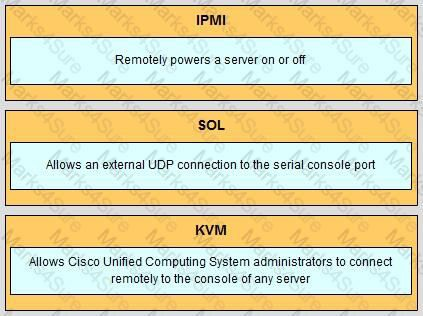 IPMI
Remotely powers a server on or off
SOL
Allows an external UDP connection to the serial console port
KVM
Allows Cisco Unified Computing System administrators to connect
remotely to the console of any server
Marks4Sure